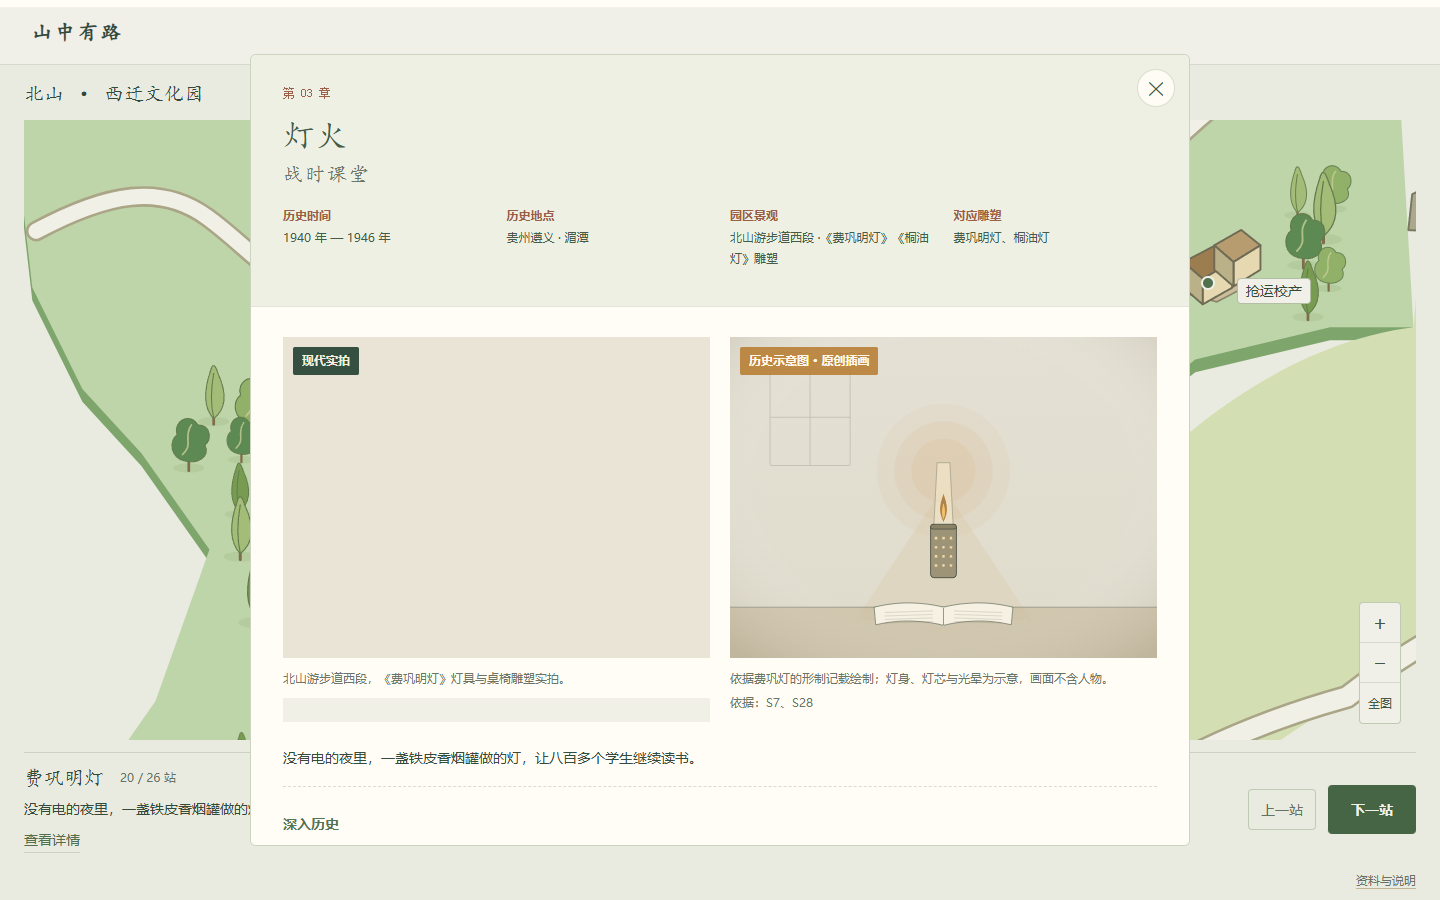 山中有路
北山 • 西迁文化园
第 03 章
灯火
战时课堂
历史时间
1940 年 — 1946 年
历史地点
贵州遵义 · 湄潭
园区景观
北山游步道西段 ·《费巩明灯》《桐油
灯》雕塑
对应雕塑
费巩明灯、桐油灯
抢运校产
现代实拍
历史示意图 • 原创插画
北山游步道西段，《费巩明灯》灯具与桌椅雕塑实拍。
依据费巩灯的形制记载绘制；灯身、灯芯与光晕为示意，画面不含人物。
依据：S7、S28
没有电的夜里，一盏铁皮香烟罐做的灯，让八百多个学生继续读书。
深入历史
+
−
全图
费巩明灯 20 / 26 站
没有电的夜里，一盏铁皮香烟罐做的
查看详情
上一站
下一站
资料与说明